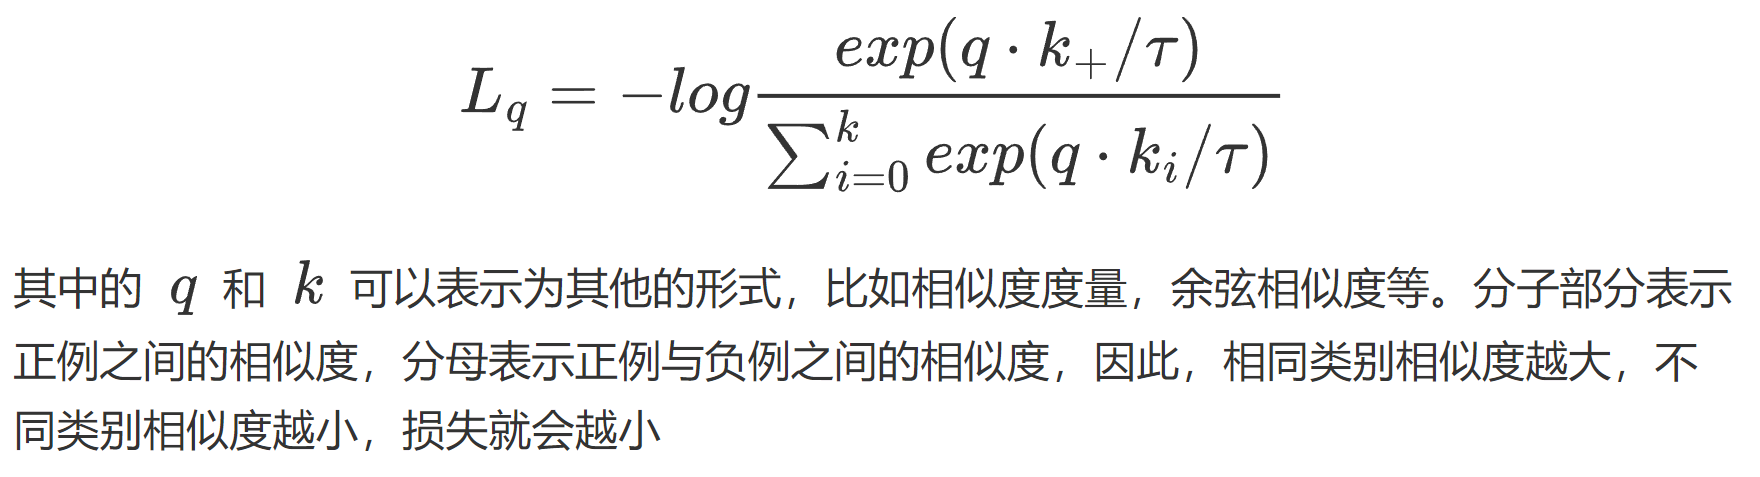 L_q = -log \frac{exp(q \cdot k_+ / \tau)}{\sum_{i=0}^{k} exp(q \cdot k_i / \tau)}
其中的 q 和 k 可以表示为其他的形式，比如相似度度量，余弦相似度等。分子部分表示
正例之间的相似度，分母表示正例与负例之间的相似度，因此，相同类别相似度越大，不
同类别相似度越小，损失就会越小